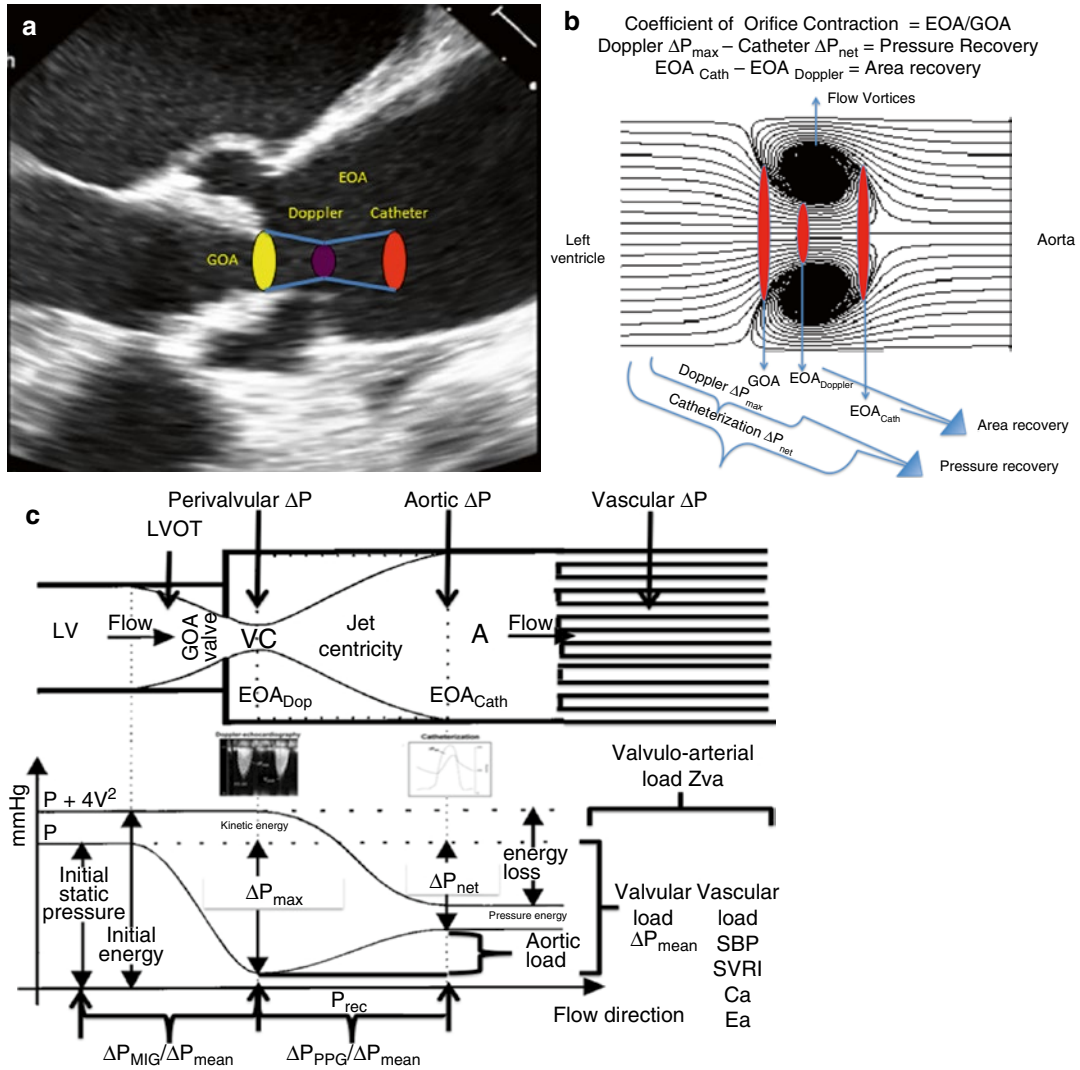 a
n
EOA
Doppler
Catheter
GOA
b
Coefficient of Orifice Contraction = EOA/GOA
Doppler ΔPmax – Catheter ΔPnet = Pressure Recovery
EOA Cath – EOA Doppler = Area recovery
Flow Vortices
Left
ventricle
Aorta
GOA
EOADoppler
EOACath
Doppler ΔPmax
Catheterization ΔPnet
Area recovery
Pressure recovery
c
Perivalvular ΔP
Aortic ΔP
Vascular ΔP
LVOT
LV
Flow
GOA
valve
VC
Jet
centricity
A
Flow
EOADop
EOACath
Doppler-echocardiography
Catheterization
Valvulo-arterial
load Zva
mmHg
P + 4V²
P
Kinetic energy
Initial
static
pressure
Initial
energy
ΔPmax
ΔPnet
energy
loss
Pressure energy
Aortic
load
Valvular
load
ΔPmean
Vascular
load
SBP
SVRI
Ca
Ea
Prec
Flow direction
ΔPMIG/ΔPmean
ΔPPPG/ΔPmean